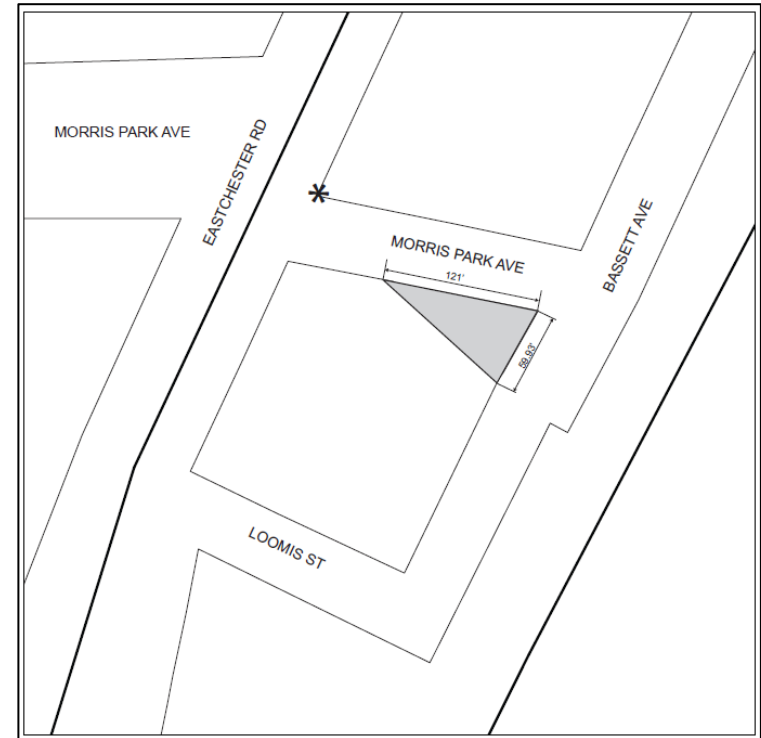 MORRIS PARK AVE
EASTCHESTER RD
*
MORRIS PARK AVE
121'
BASSETT AVE
59.93'
LOOMIS ST